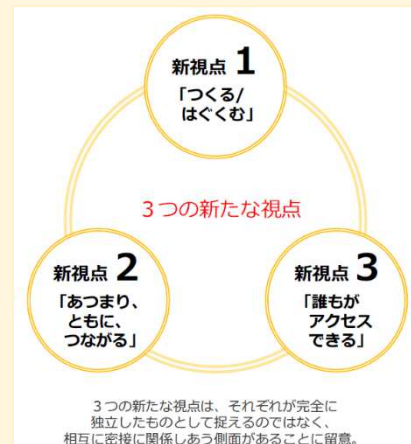 新視点 1
「つくる/
はぐくむ」
３つの新たな視点
新視点 2
「あつまり、
ともに、
つながる」
新視点 3
「誰もが
アクセス
できる」
３つの新たな視点は、それぞれが完全に
独立したものとして捉えるのではなく、
相互に密接に関係しあう側面があることに留意。